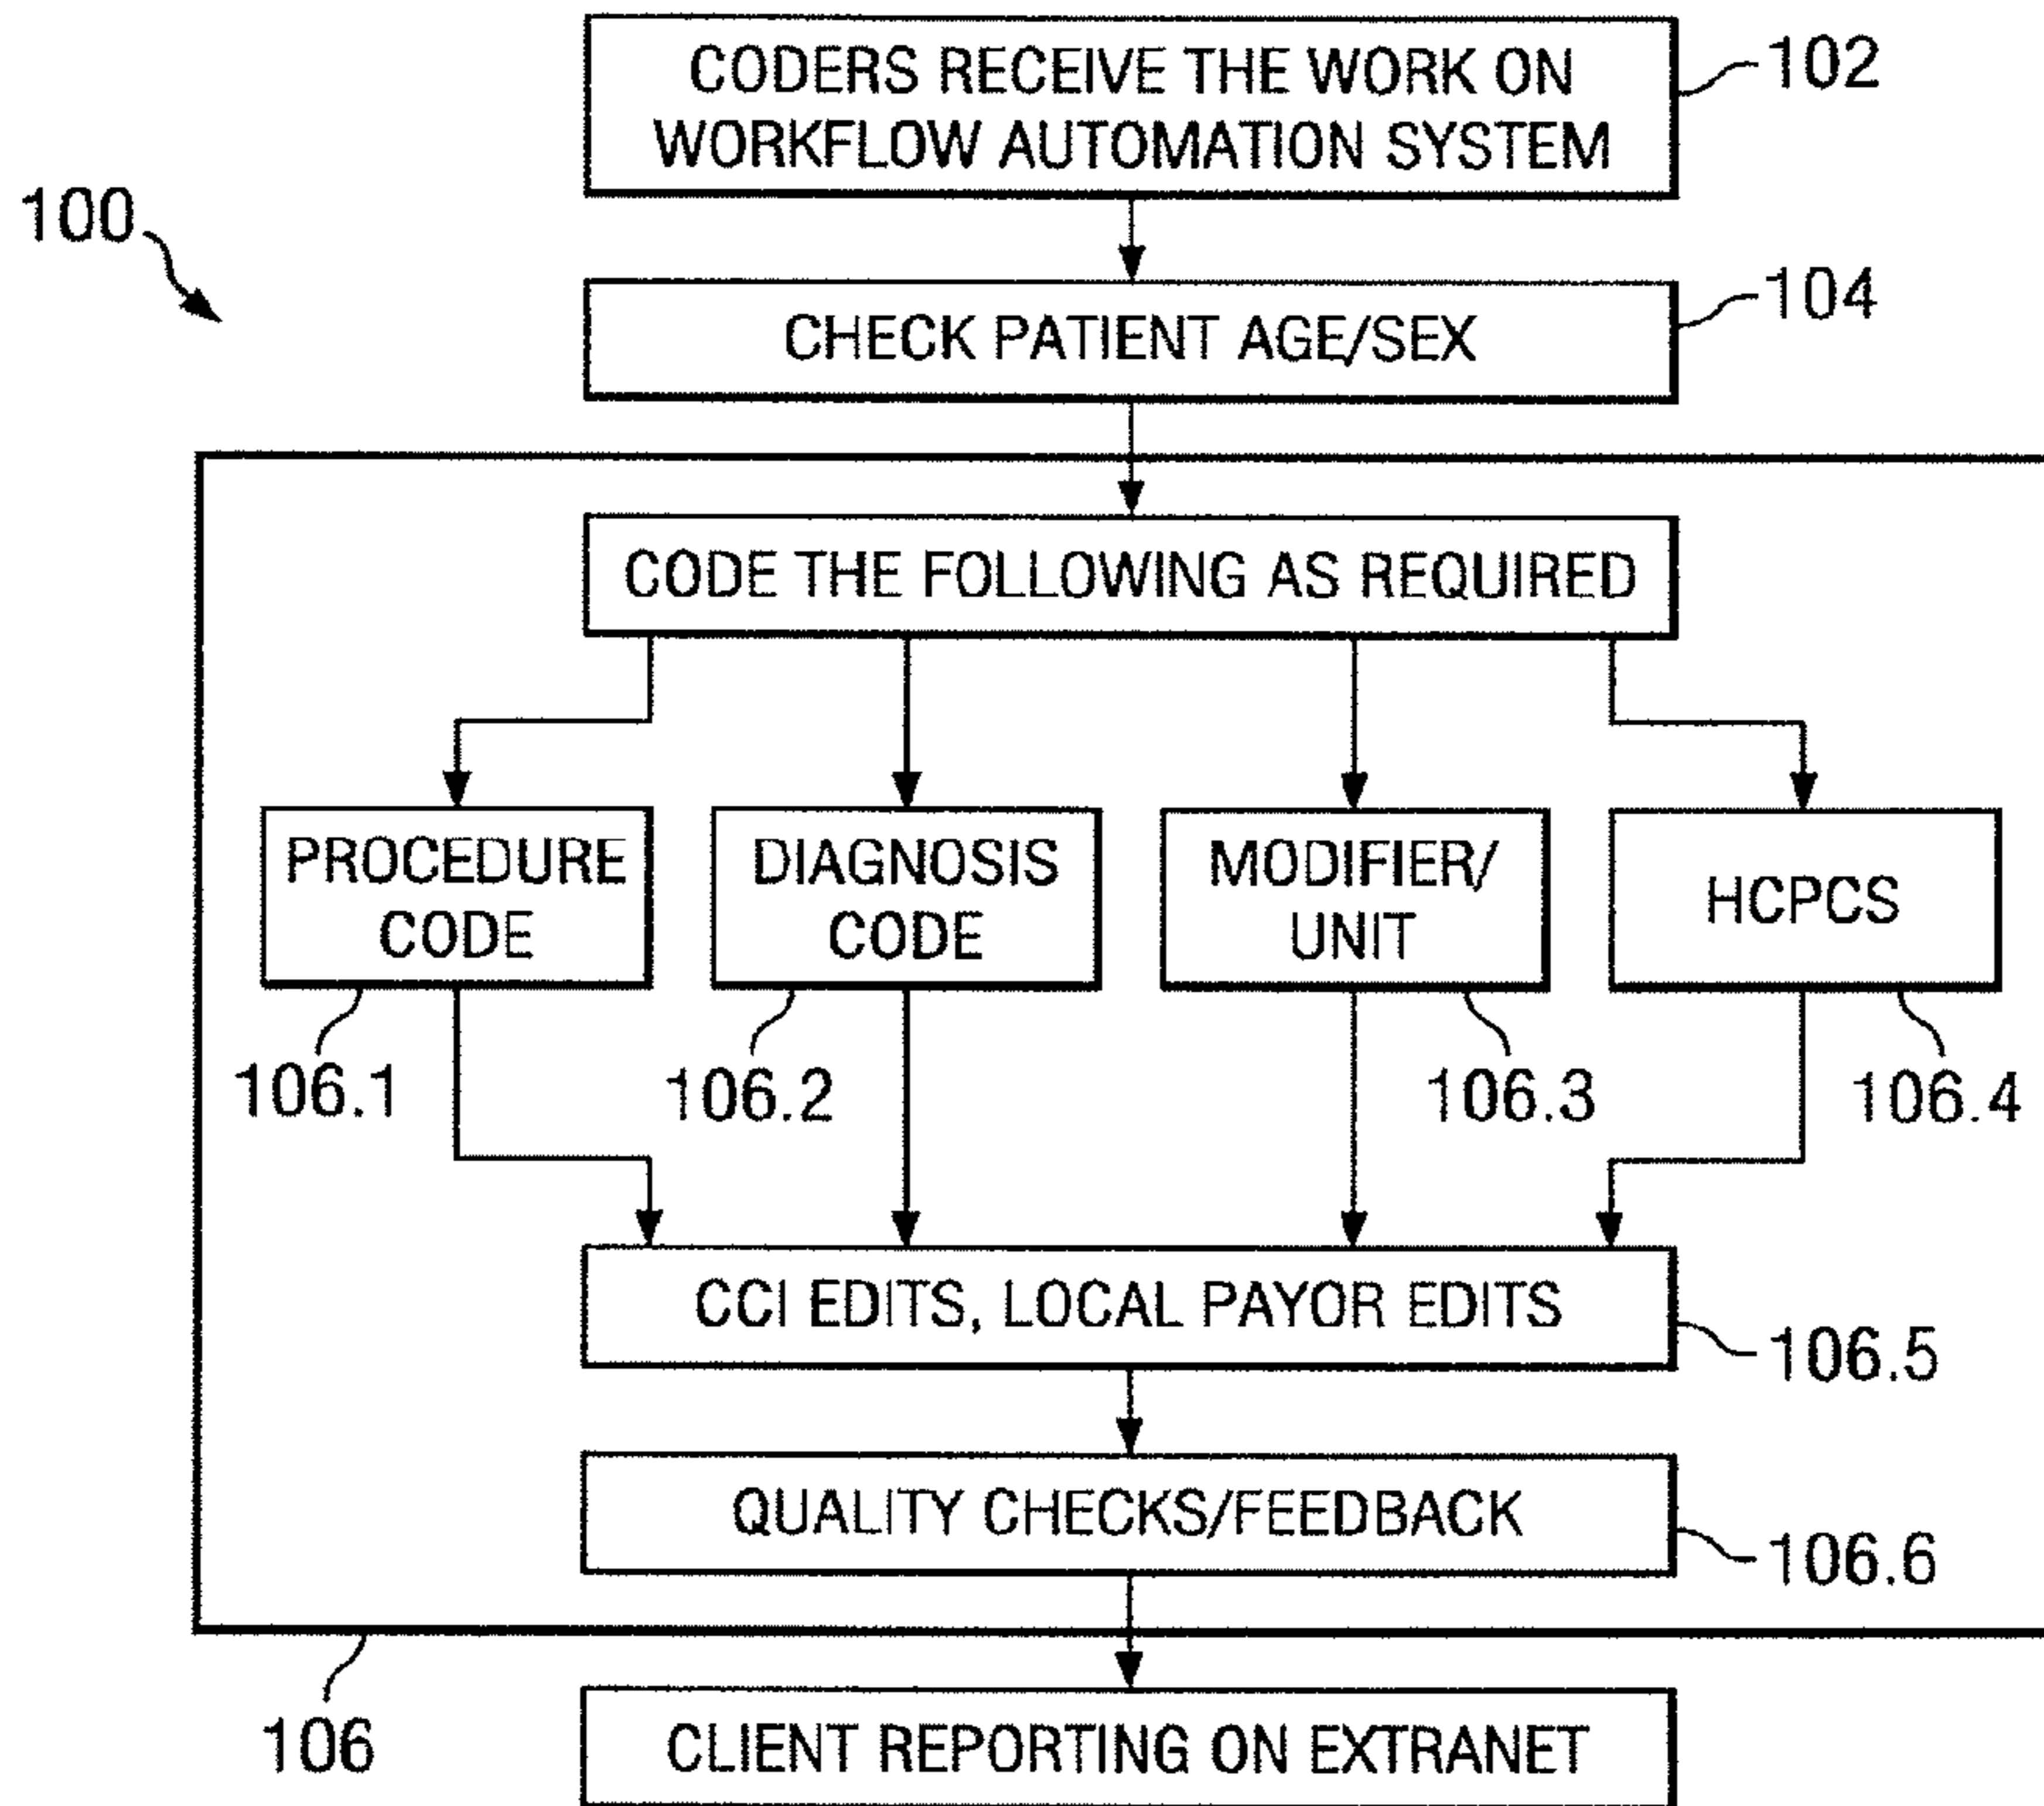 CODERS RECEIVE THE WORK ON
WORKFLOW AUTOMATION SYSTEM
102
100
CHECK PATIENT AGE/SEX
104
CODE THE FOLLOWING AS REQUIRED
PROCEDURE
CODE
DIAGNOSIS
CODE
MODIFIER/
UNIT
HCPCS
106.1
106.2
106.3
106.4
CCI EDITS, LOCAL PAYOR EDITS
106.5
QUALITY CHECKS/FEEDBACK
106.6
106
CLIENT REPORTING ON EXTRANET